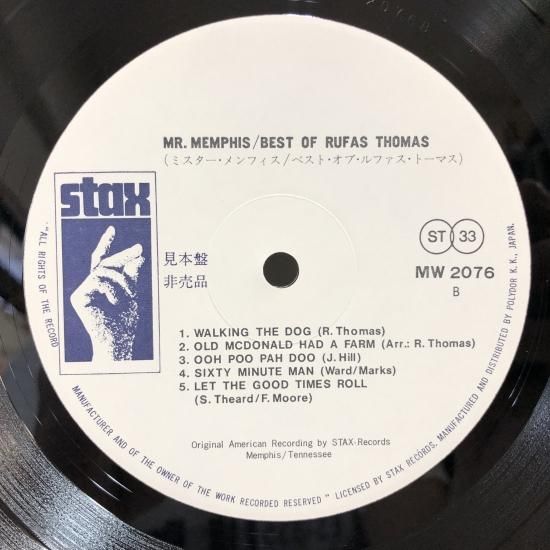 MR. MEMPHIS/BEST OF RUFAS THOMAS
(ミスター・メンフィス/ベスト・オブ・ルファス・トーマス)
stax
見本盤
非売品
ST 33
MW 2076
B
1. WALKING THE DOG (R. Thomas)
2. OLD MCDONALD HAD A FARM (Arr.: R. Thomas)
3. OOH POO PAH DOO (J. Hill)
4. SIXTY MINUTE MAN (Ward/Marks)
5. LET THE GOOD TIMES ROLL
(S. Theard/F. Moore)
Original American Recording by STAX-Records
Memphis/Tennessee
"ALL RIGHTS OF THE RECORD
MANUFACTURER AND OF THE OWNER OF THE WORK RECORDED RESERVED" LICENSED BY STAX RECORDS. MANUFACTURED AND DISTRIBUTED BY POLYDOR K. K., JAPAN.